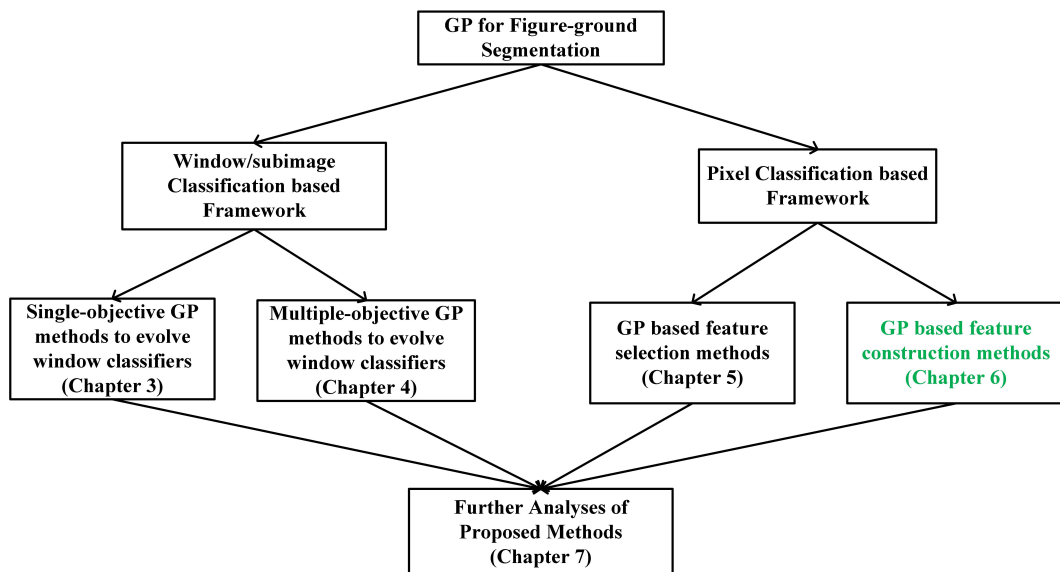 GP for Figure-ground
Segmentation
Window/subimage
Classification based
Framework
Pixel Classification based
Framework
Single-objective GP
methods to evolve
window classifiers
(Chapter 3)
Multiple-objective GP
methods to evolve
window classifiers
(Chapter 4)
GP based feature
selection methods
(Chapter 5)
GP based feature
construction methods
(Chapter 6)
Further Analyses of
Proposed Methods
(Chapter 7)